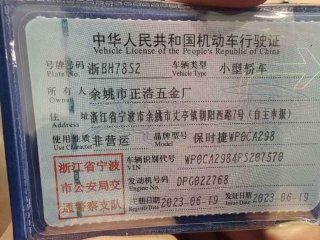 中华人民共和国机动车行驶证
Vehicle License of the People's Republic of China
号牌号码 浙BH78S2 车辆类型 小型轿车
Plate No. Vehicle Type
所有人 余姚市正浩五金厂
住址 浙江省宁波市余姚市丈亭镇朝阳西路7号(自主申报)
使用性质 非营运 品牌型号 保时捷WP0CA298
浙江省宁波市公安局交通警察支队
车辆识别代号 WP0CA2984PS207570
VIN
发动机号码 DPG022768
Engine No.
注册日期 2023-06-19 发证日期 2023-06-19
Register Date Issue Date